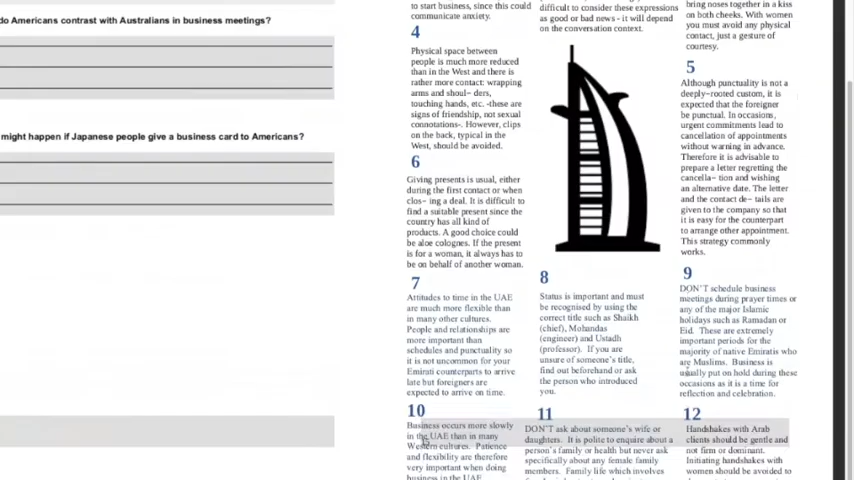 do Americans contrast with Australians in business meetings?
might happen if Japanese people give a business card to Americans?
to start business, since this could
communicate anxiety.
4
Physical space between
people is much more reduced
than in the West and there is
rather more contact: wrapping
arms and shoul– ders,
touching hands, etc. -these are
signs of friendship, not sexual
connotations-. However, clips
on the back, typical in the
West, should be avoided.
6
Giving presents is usual, either
during the first contact or when
clos– ing a deal. It is difficult to
find a suitable present since the
country has all kind of
products. A good choice could
be aloe colognes. If the present
is for a woman, it always has to
be on behalf of another woman.
7
Attitudes to time in the UAE
are much more flexible than
in many other cultures.
People and relationships are
more important than
schedules and punctuality so
it is not uncommon for your
Emirati counterparts to arrive
late but foreigners are
expected to arrive on time.
10
Business occurs more slowly
in the UAE than in many
Western cultures. Patience
and flexibility are therefore
very important when doing
business in the UAE
difficult to consider these expressions
as good or bad news - it will depend
on the conversation context.
8
Status is important and must
be recognised by using the
correct title such as Shaikh
(chief), Mohandas
(engineer) and Ustadh
(professor). If you are
unsure of someone's title,
find out beforehand or ask
the person who introduced
you.
11
DON'T ask about someone's wife or
daughters. It is polite to enquire about a
person's family or health but never ask
specifically about any female family
members. Family life which involves
bring noses together in a kiss
on both cheeks. With women
you must avoid any physical
contact, just a gesture of
courtesy.
5
Although punctuality is not a
deeply–rooted custom, it is
expected that the foreigner
be punctual. In occasions,
urgent commitments lead to
cancellation of appointments
without warning in advance.
Therefore it is advisable to
prepare a letter regretting the
cancella– tion and wishing
an alternative date. The letter
and the contact de– tails are
given to the company so that
it is easy for the counterpart
to arrange other appointment.
This strategy commonly
works.
9
DON'T schedule business
meetings during prayer times or
any of the major Islamic
holidays such as Ramadan or
Eid. These are extremely
important periods for the
majority of native Emiratis who
are Muslims. Business is
usually put on hold during these
occasions as it is a time for
reflection and celebration.
12
Handshakes with Arab
clients should be gentle and
not firm or dominant.
Initiating handshakes with
women should be avoided to